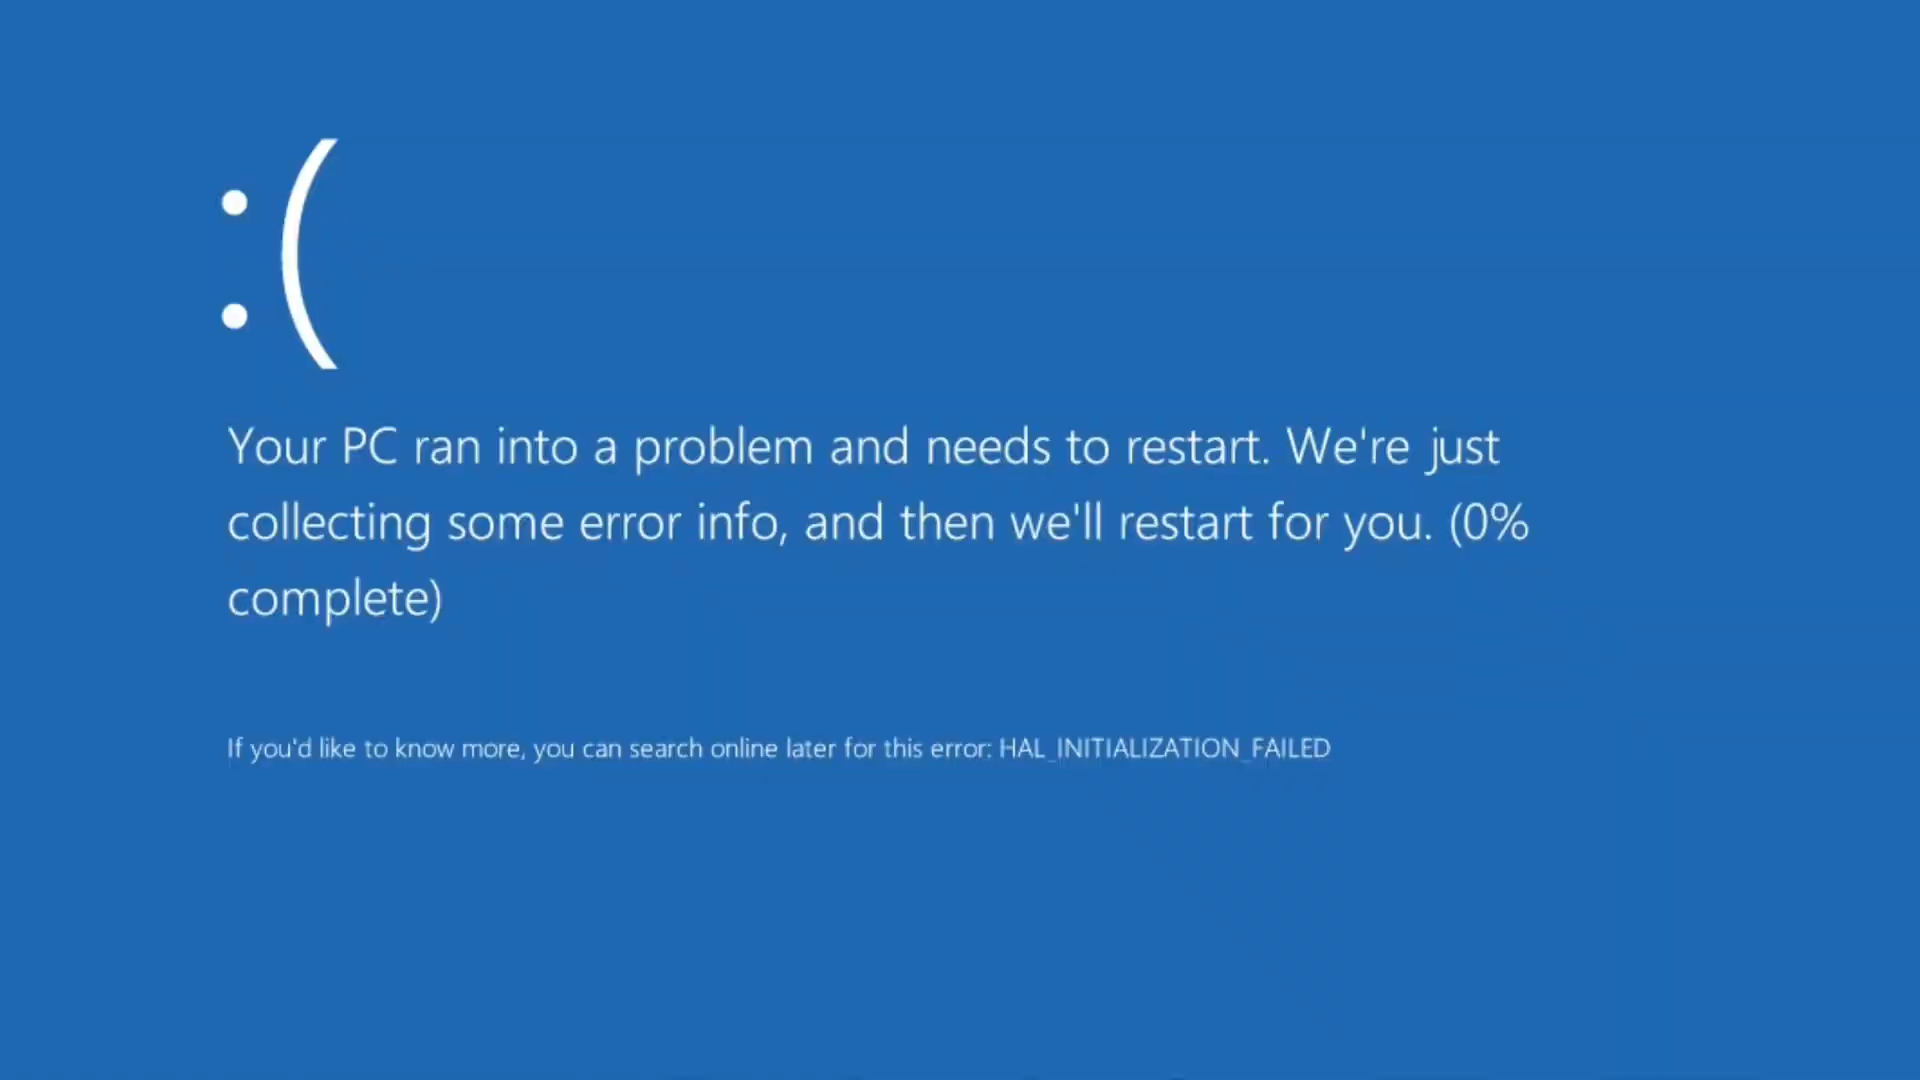 :(
Your PC ran into a problem and needs to restart. We're just
collecting some error info, and then we'll restart for you. (0%
complete)
If you'd like to know more, you can search online later for this error: HAL_INITIALIZATION_FAILED